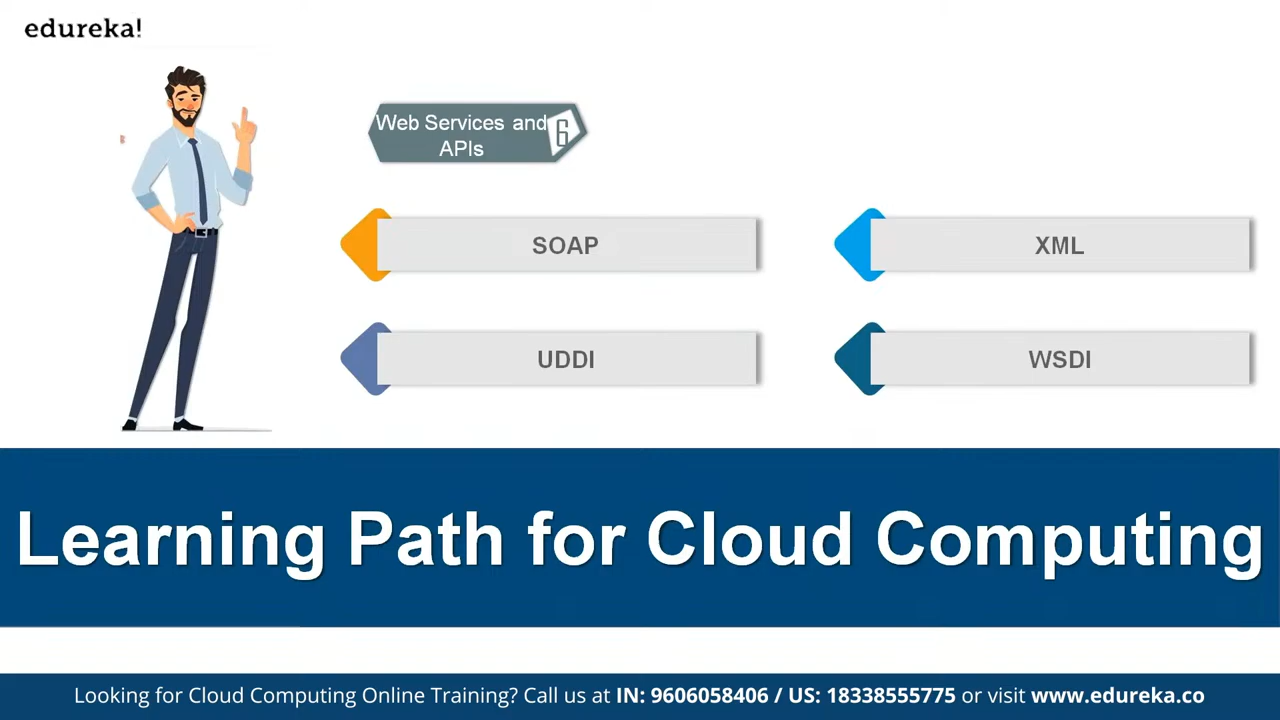 edureka!
Web Services and
APIs
6
SOAP
XML
UDDI
WSDI
Learning Path for Cloud Computing
Looking for Cloud Computing Online Training? Call us at IN: 9606058406 / US: 18338555775 or visit www.edureka.co